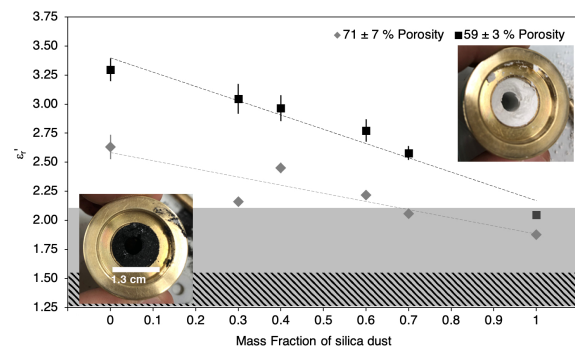 3.75
3.50
3.25
3.00
2.75
2.50
2.25
2.00
1.75
1.50
1.25
εr'
71 ± 7 % Porosity
59 ± 3 % Porosity
1.3 cm
0 0.1 0.2 0.3 0.4 0.5 0.6 0.7 0.8 0.9 1
Mass Fraction of silica dust